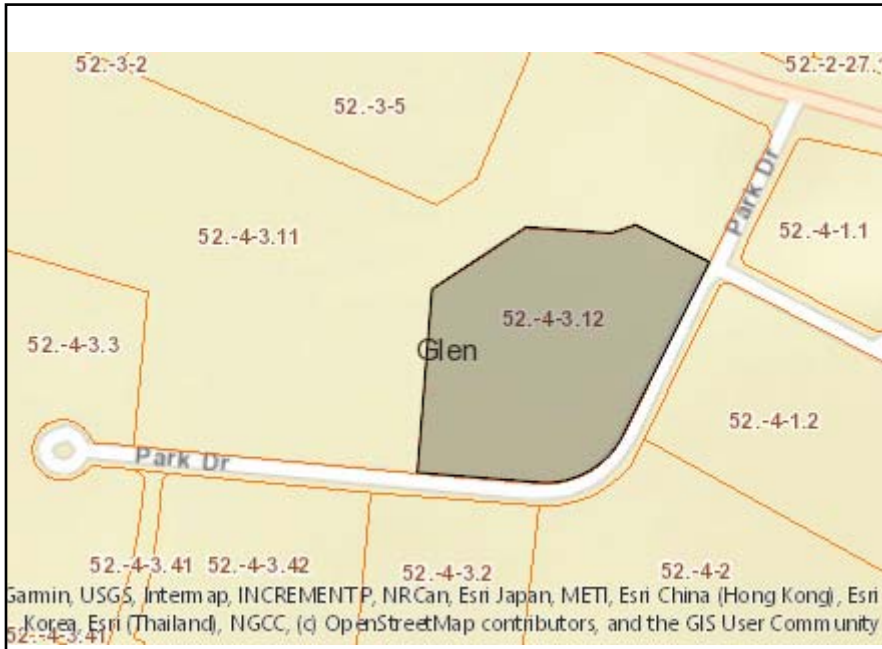 52.-3-2
52.-2-27.1
52.-3-5
Park Dr
52.-4-3.11
52.-4-1.1
52.-4-3.12
52.-4-3.3
Glen
52.-4-1.2
Park Dr
52.-4-3.41
52.-4-3.42
52.-4-3.2
52.-4-2
Garmin, USGS, Intermap, INCREMENT P, NRCan, Esri Japan, METI, Esri China (Hong Kong), Esri
Korea, Esri (Thailand), NGCC, (c) OpenStreetMap contributors, and the GIS User Community
52.-4-3.41